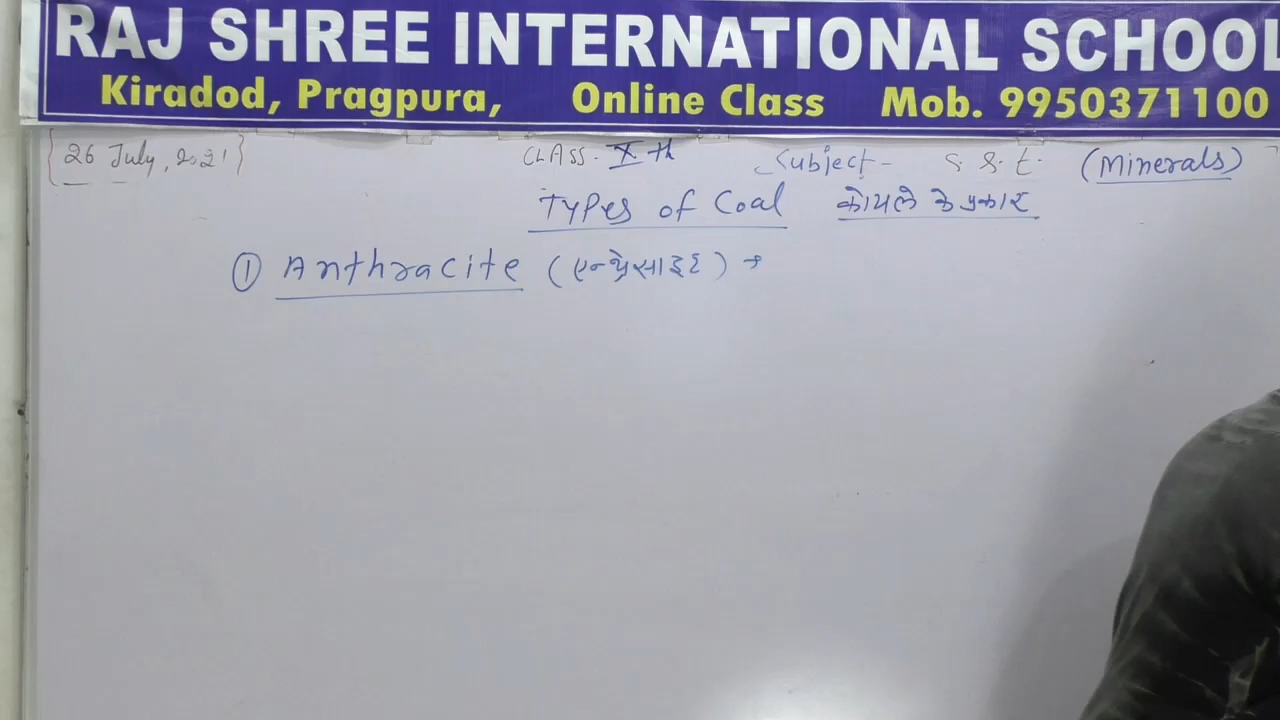 RAJ SHREE INTERNATIONAL SCHOOL
Kiradod, Pragpura, Online Class Mob. 9950371100
{26 July, 2021} CLASS - Xth Subject - S. S. t. (Minerals)
Types of Coal कोयले के प्रकार
① Anthracite (एन्थ्रेसाइट) →